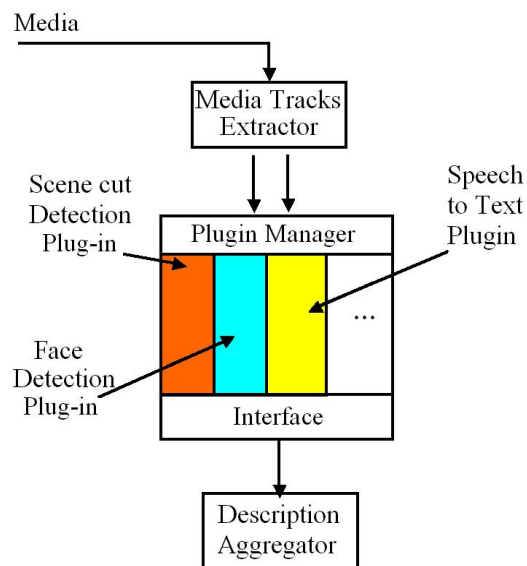 Media
Media Tracks
Extractor
Scene cut
Detection
Plug-in
Speech
to Text
Plugin
Plugin Manager
...
Face
Detection
Plug-in
Interface
Description
Aggregator